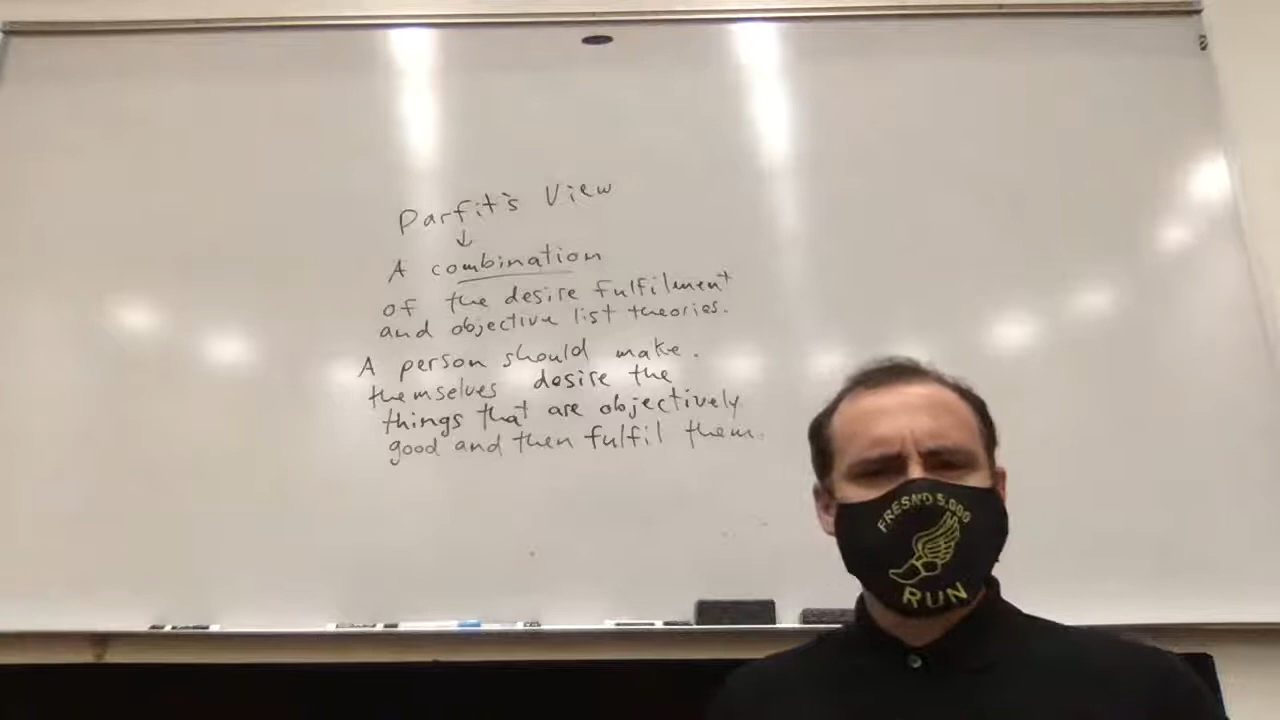 Parfit's View
↓
A combination
of the desire fulfilment
and objective list theories.
A person should make
themselves desire the
things that are objectively
good and then fulfil them.
FRESNO 5,000
RUN